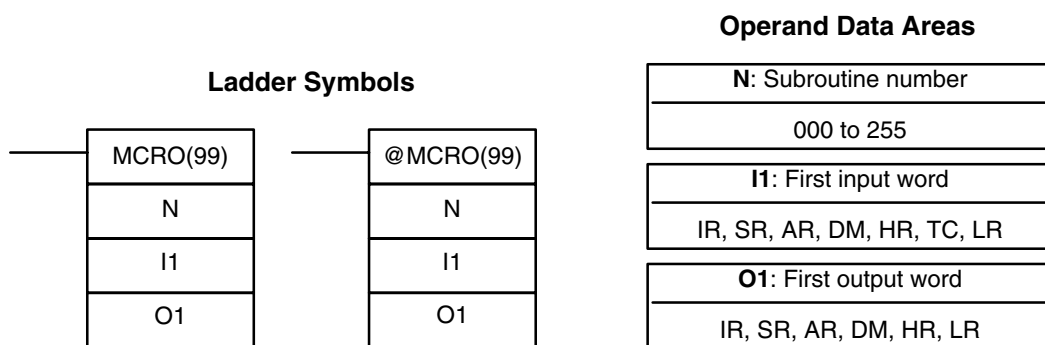 Ladder Symbols
MCRO(99)
N
I1
O1
@MCRO(99)
N
I1
O1
Operand Data Areas
N: Subroutine number
000 to 255
I1: First input word
IR, SR, AR, DM, HR, TC, LR
O1: First output word
IR, SR, AR, DM, HR, LR